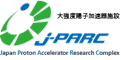 大強度陽子加速器施設
J-PARC
Japan Proton Accelerator Research Complex